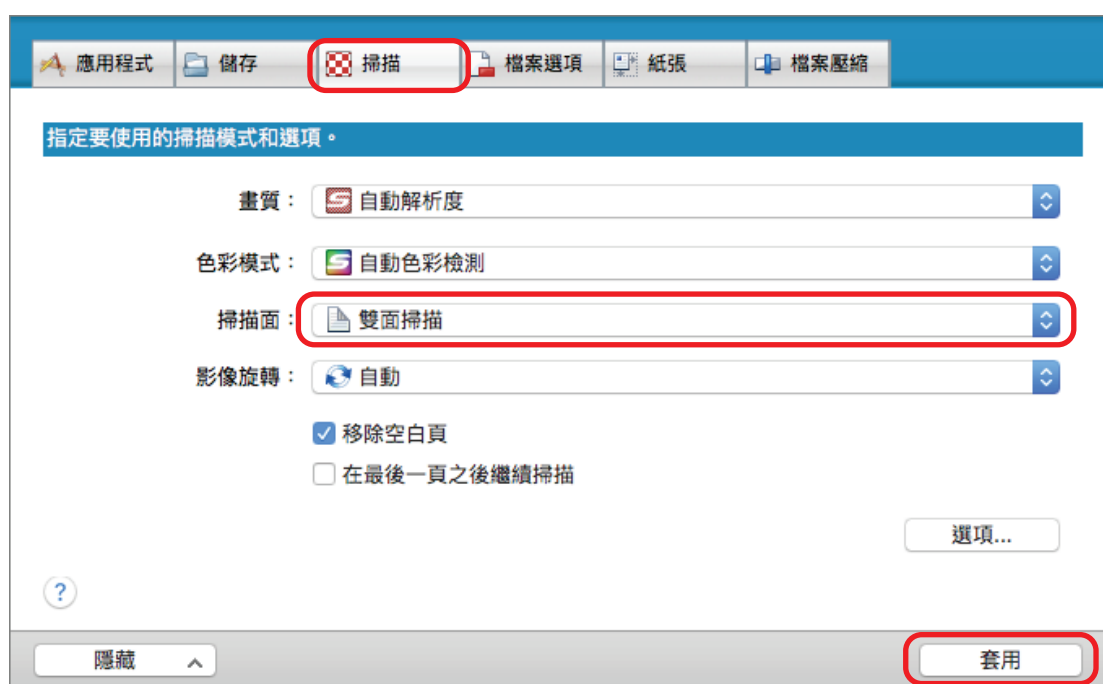 應用程式 儲存 掃描 檔案選項 紙張 檔案壓縮
指定要使用的掃描模式和選項。
畫質： 自動解析度
色彩模式： 自動色彩檢測
掃描面： 雙面掃描
影像旋轉： 自動
移除空白頁
在最後一頁之後繼續掃描
選項...
?
隱藏 套用